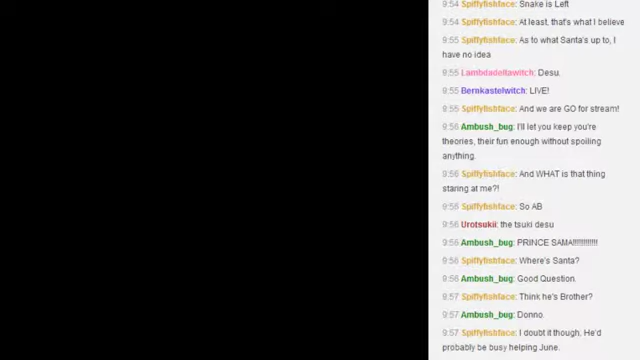 9:54 Spiffyfishface: Snake is Left
9:54 Spiffyfishface: At least, that's what I believe
9:55 Spiffyfishface: As to what Santa's up to, I
have no idea
9:55 Lambdadeltawitch: Desu.
9:55 Bernkastelwitch: LIVE!
9:55 Spiffyfishface: And we are GO for stream!
9:56 Ambush_bug: I'll let you keep you're
theories, their fun enough without spoiling
anything.
9:56 Spiffyfishface: And WHAT is that thing
staring at me?!
9:56 Spiffyfishface: So AB
9:56 Urotsukii: the tsuki desu
9:56 Ambush_bug: PRINCE SAMA!!!!!!!!!!!!
9:56 Spiffyfishface: Where's Santa?
9:56 Ambush_bug: Good Question.
9:57 Spiffyfishface: Think he's Brother?
9:57 Ambush_bug: Donno.
9:57 Spiffyfishface: I doubt it though. He'd
probably be busy helping June.